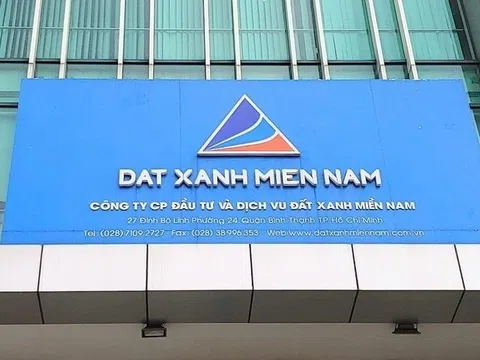 DAT XANH MIEN NAM
CÔNG TY CP ĐẦU TƯ VÀ DỊCH VỤ ĐẤT XANH MIỀN NAM
27 Đinh Bộ Lĩnh Phường 24, Quận Bình Thạnh TP Hồ Chí Minh
Tel: (028) 7109 2727 Fax: (028) 38 996 353 Web: www.datxanhmiennam.com.vn